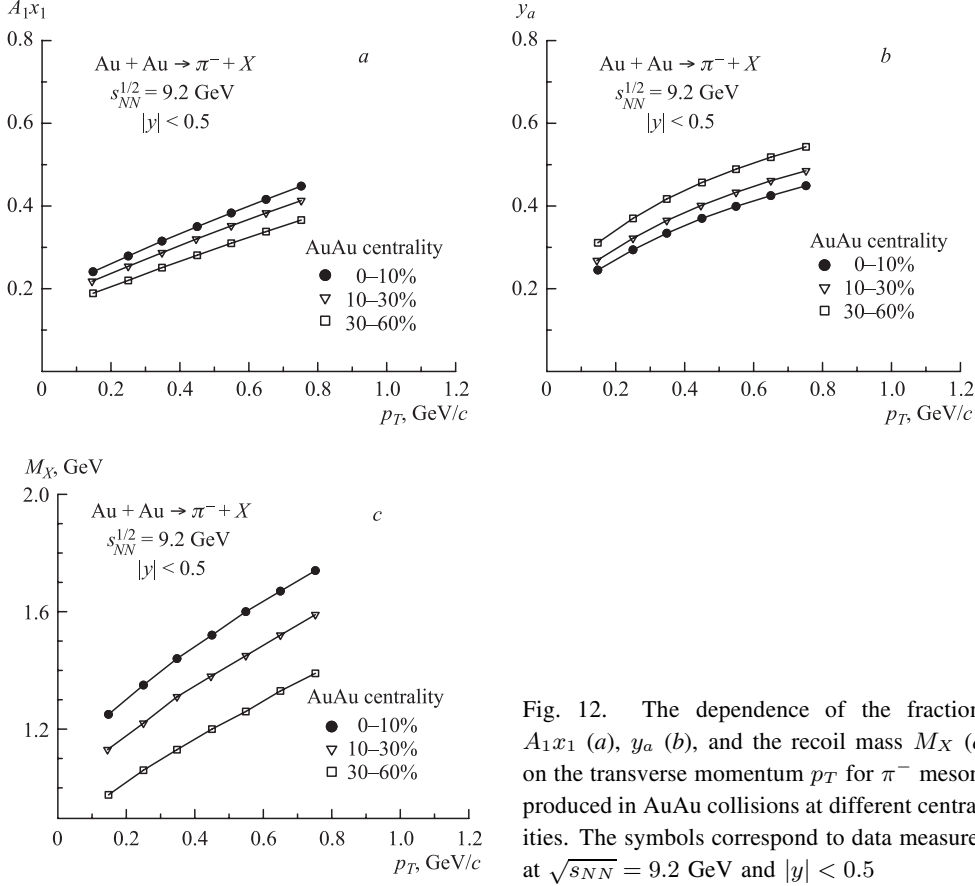 A₁x₁
0.8
Au + Au → π⁻ + X
a
s_NN^1/2 = 9.2 GeV
|y| < 0.5
0.6
0.4
AuAu centrality
0–10%
10–30%
30–60%
0.2
0 0.2 0.4 0.6 0.8 1.0 1.2
p_T, GeV/c
y_a
0.8
Au + Au → π⁻ + X
b
s_NN^1/2 = 9.2 GeV
|y| < 0.5
0.6
0.4
AuAu centrality
0–10%
10–30%
30–60%
0.2
0 0.2 0.4 0.6 0.8 1.0 1.2
p_T, GeV/c
M_X, GeV
2.0
Au + Au → π⁻ + X
c
s_NN^1/2 = 9.2 GeV
|y| < 0.5
1.6
AuAu centrality
0–10%
10–30%
30–60%
1.2
0 0.2 0.4 0.6 0.8 1.0 1.2
p_T, GeV/c
Fig. 12. The dependence of the fraction
A₁x₁ (a), y_a (b), and the recoil mass M_X (c
on the transverse momentum p_T for π⁻ meson
produced in AuAu collisions at different central
ities. The symbols correspond to data measure
at √s_NN = 9.2 GeV and |y| < 0.5